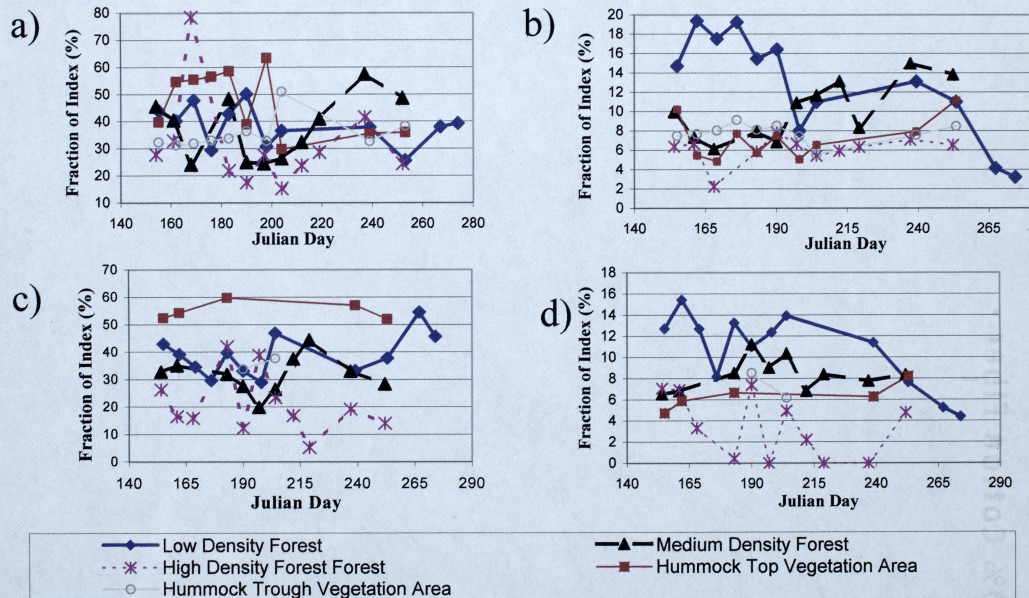 a)
Fraction of Index (%)
80
70
60
50
40
30
20
10
140 160 180 200 220 240 260 280
Julian Day
b)
Fraction of Index (%)
20
18
16
14
12
10
8
6
4
2
0
140 165 190 215 240 265
Julian Day
c)
Fraction of Index (%)
70
60
50
40
30
20
10
0
140 165 190 215 240 265 290
Julian Day
d)
Fraction of Index (%)
18
16
14
12
10
8
6
4
2
0
140 165 190 215 240 265 290
Julian Day
Low Density Forest
Medium Density Forest
High Density Forest Forest
Hummock Top Vegetation Area
Hummock Trough Vegetation Area